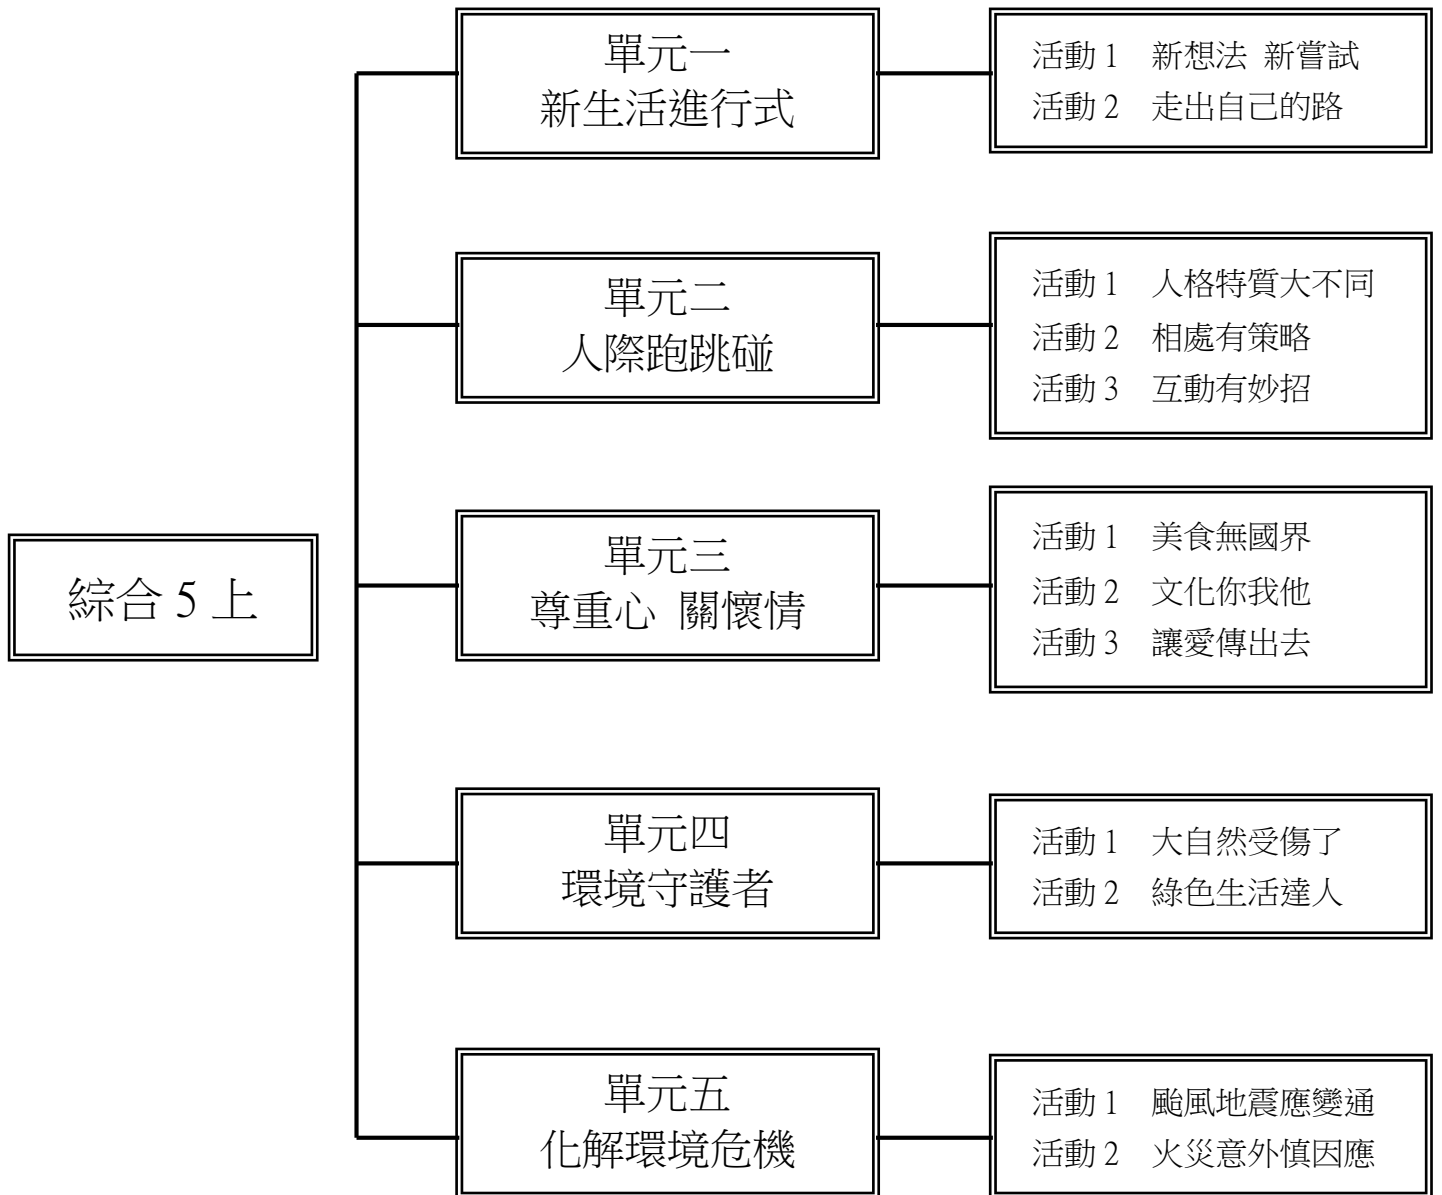 綜合 5 上
單元一
新生活進行式
活動 1 新想法 新嘗試
活動 2 走出自己的路
單元二
人際跑跳碰
活動 1 人格特質大不同
活動 2 相處有策略
活動 3 互動有妙招
單元三
尊重心 關懷情
活動 1 美食無國界
活動 2 文化你我他
活動 3 讓愛傳出去
單元四
環境守護者
活動 1 大自然受傷了
活動 2 綠色生活達人
單元五
化解環境危機
活動 1 颱風地震應變通
活動 2 火災意外慎因應